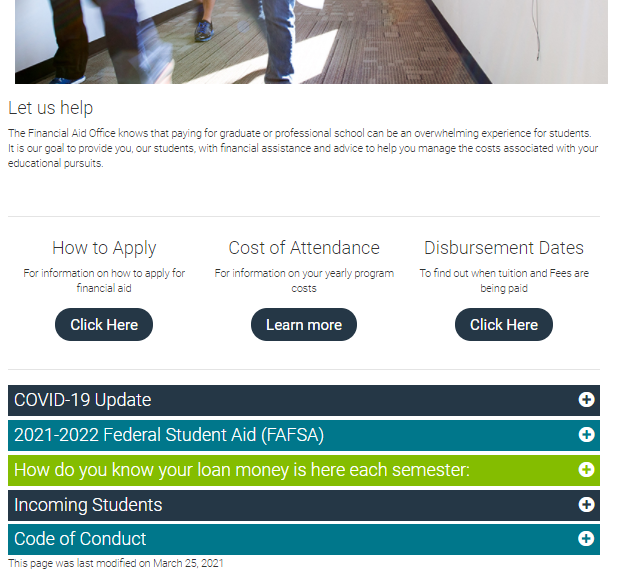 Let us help
The Financial Aid Office knows that paying for graduate or professional school can be an overwhelming experience for students.
It is our goal to provide you, our students, with financial assistance and advice to help you manage the costs associated with your
educational pursuits.
How to Apply
For information on how to apply for
financial aid
Click Here
Cost of Attendance
For information on your yearly program
costs
Learn more
Disbursement Dates
To find out when tuition and Fees are
being paid
Click Here
COVID-19 Update
2021-2022 Federal Student Aid (FAFSA)
How do you know your loan money is here each semester:
Incoming Students
Code of Conduct
This page was last modified on March 25, 2021